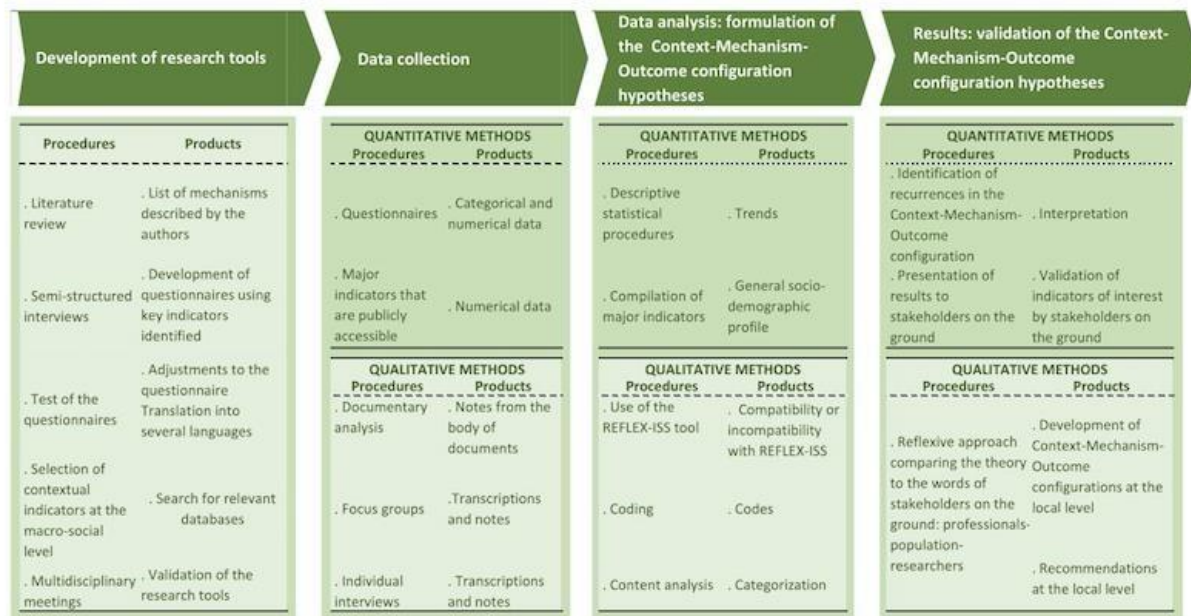 Development of research tools
Data collection
Data analysis: formulation of
the Context-Mechanism-
Outcome configuration
hypotheses
Results: validation of the Context-
Mechanism-Outcome
configuration hypotheses
Procedures
Products
. Literature
review
. List of mechanisms
described by the
authors
. Semi-structured
interviews
. Development of
questionnaires using
key indicators
identified
. Test of the
questionnaires
. Adjustments to the
questionnaire
Translation into
several languages
. Selection of
contextual
indicators at the
macro-social
level
. Search for relevant
databases
. Multidisciplinary
meetings
. Validation of the
research tools
QUANTITATIVE METHODS
Procedures
Products
. Questionnaires
. Categorical and
numerical data
. Major
indicators that
are publicly
accessible
. Numerical data
QUALITATIVE METHODS
Procedures
Products
. Documentary
analysis
. Notes from the
body of
documents
. Focus groups
.Transcriptions
and notes
. Individual
interviews
. Transcriptions
and notes
QUANTITATIVE METHODS
Procedures
Products
. Descriptive
statistical
procedures
. Trends
. Compilation of
major indicators
. General socio-
demographic
profile
QUALITATIVE METHODS
Procedures
Products
. Use of the
REFLEX-ISS tool
. Compatibility or
incompatibility
with REFLEX-ISS
. Coding
. Codes
. Content analysis
. Categorization
QUANTITATIVE METHODS
Procedures
Products
. Identification of
recurrences in the
Context-Mechanism-
Outcome
configuration
. Interpretation
. Presentation of
results to
stakeholders on the
ground
. Validation of
indicators of interest
by stakeholders on
the ground
QUALITATIVE METHODS
Procedures
Products
. Reflexive approach
comparing the theory
to the words of
stakeholders on the
ground: professionals-
population-
researchers
. Development of
Context-Mechanism-
Outcome
configurations at the
local level
. Recommendations
at the local level